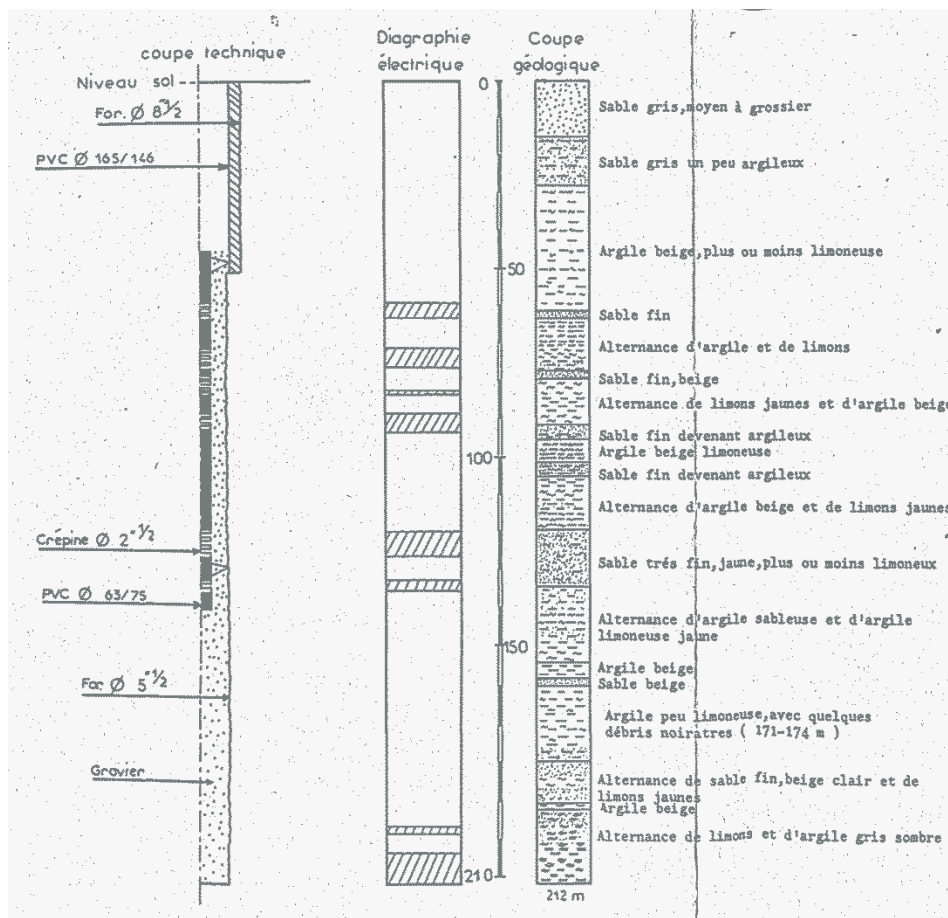 coupe technique
Niveau sol
For. Ø 8"1/2
PVC Ø 165/146
Crépine Ø 2"1/2
PVC Ø 63/75
For. Ø 5"1/2
Gravier
Diagraphie
électrique
Coupe
géologique
0
50
100
150
210
Sable gris,moyen à grossier
Sable gris un peu argileux
Argile beige,plus ou moins limoneuse
Sable fin
Alternance d'argile et de limons
Sable fin,beige
Alternance de limons jaunes et d'argile beige
Sable fin devenant argileux
Argile beige limoneuse
Sable fin devenant argileux
Alternance d'argile beige et de limons jaunes
Sable trés fin,jaune,plus ou moins limoneux
Alternance d'argile sableuse et d'argile
limoneuse jaune
Argile beige
Sable beige
Argile peu limoneuse,avec quelques
débris noiratres ( 171-174 m )
Alternance de sable fin,beige clair et de
limons jaunes
Argile beige
Alternance de limons et d'argile gris sombre
212 m